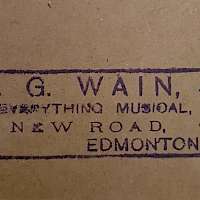 . G. WAIN,
EVERYTHING MUSICAL,
NEW ROAD,
EDMONTON